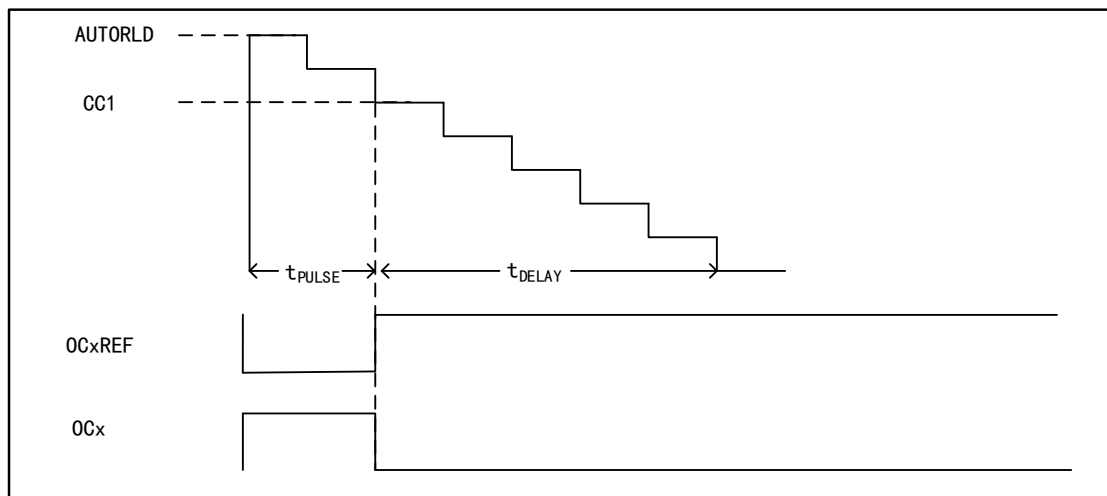 AUTORLD
CC1
tPULSE
tDELAY
OCxREF
OCx